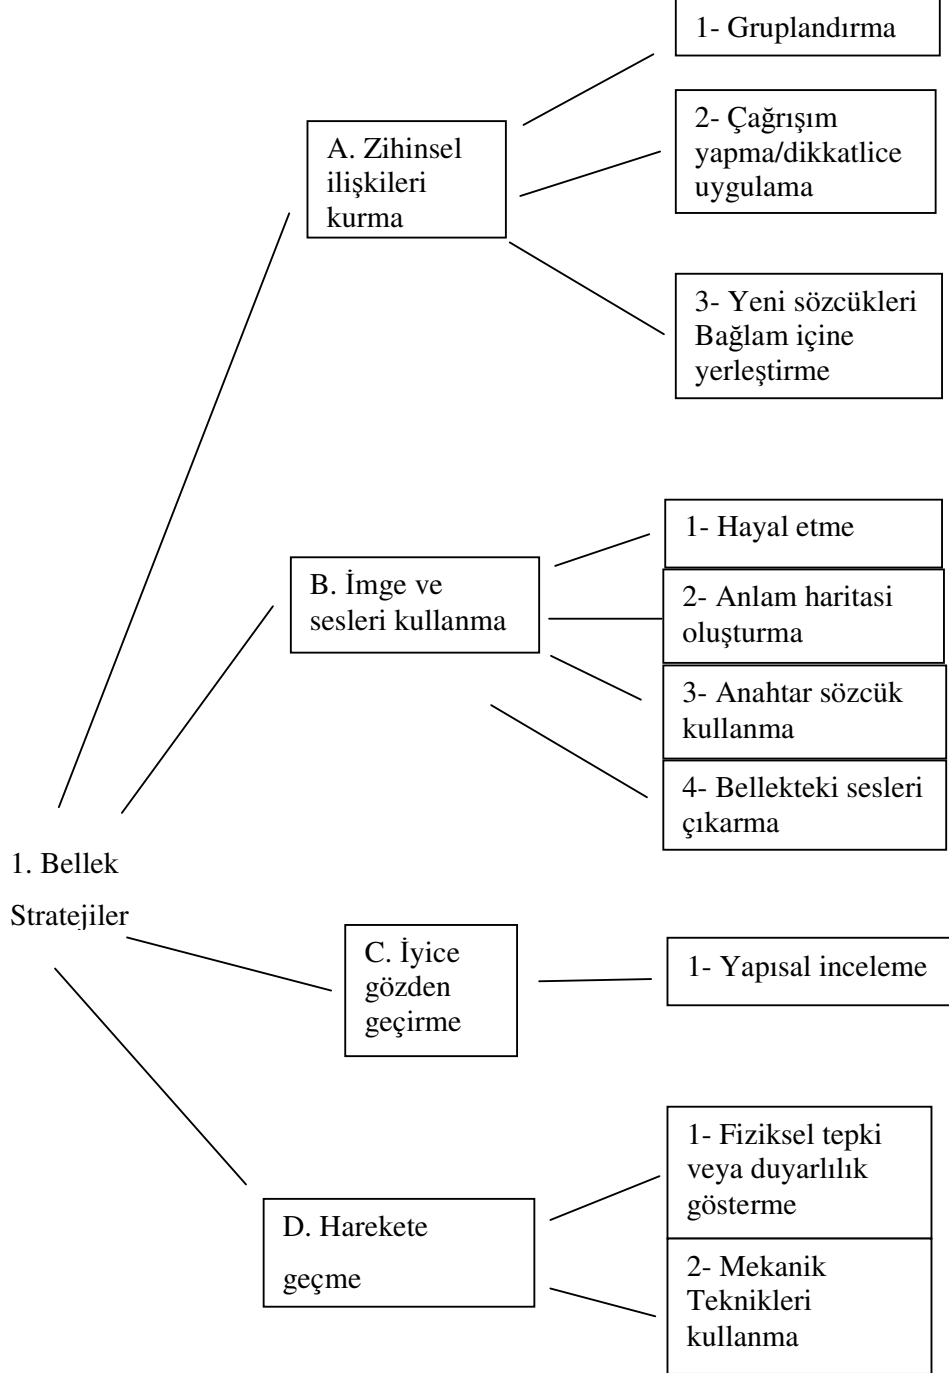 1- Gruplandırma
A. Zihinsel
ilişkileri
kurma
2- Çağrışım
yapma/dikkatlice
uygulama
3- Yeni sözcükleri
Bağlam içine
yerleştirme
1- Hayal etme
B. İmge ve
sesleri kullanma
2- Anlam haritasi
oluşturma
3- Anahtar sözcük
kullanma
4- Bellekteki sesleri
çıkarma
1. Bellek
Stratejiler
C. İyice
gözden
geçirme
1- Yapısal inceleme
D. Harekete
geçme
1- Fiziksel tepki
veya duyarlılık
gösterme
2- Mekanik
Teknikleri
kullanma